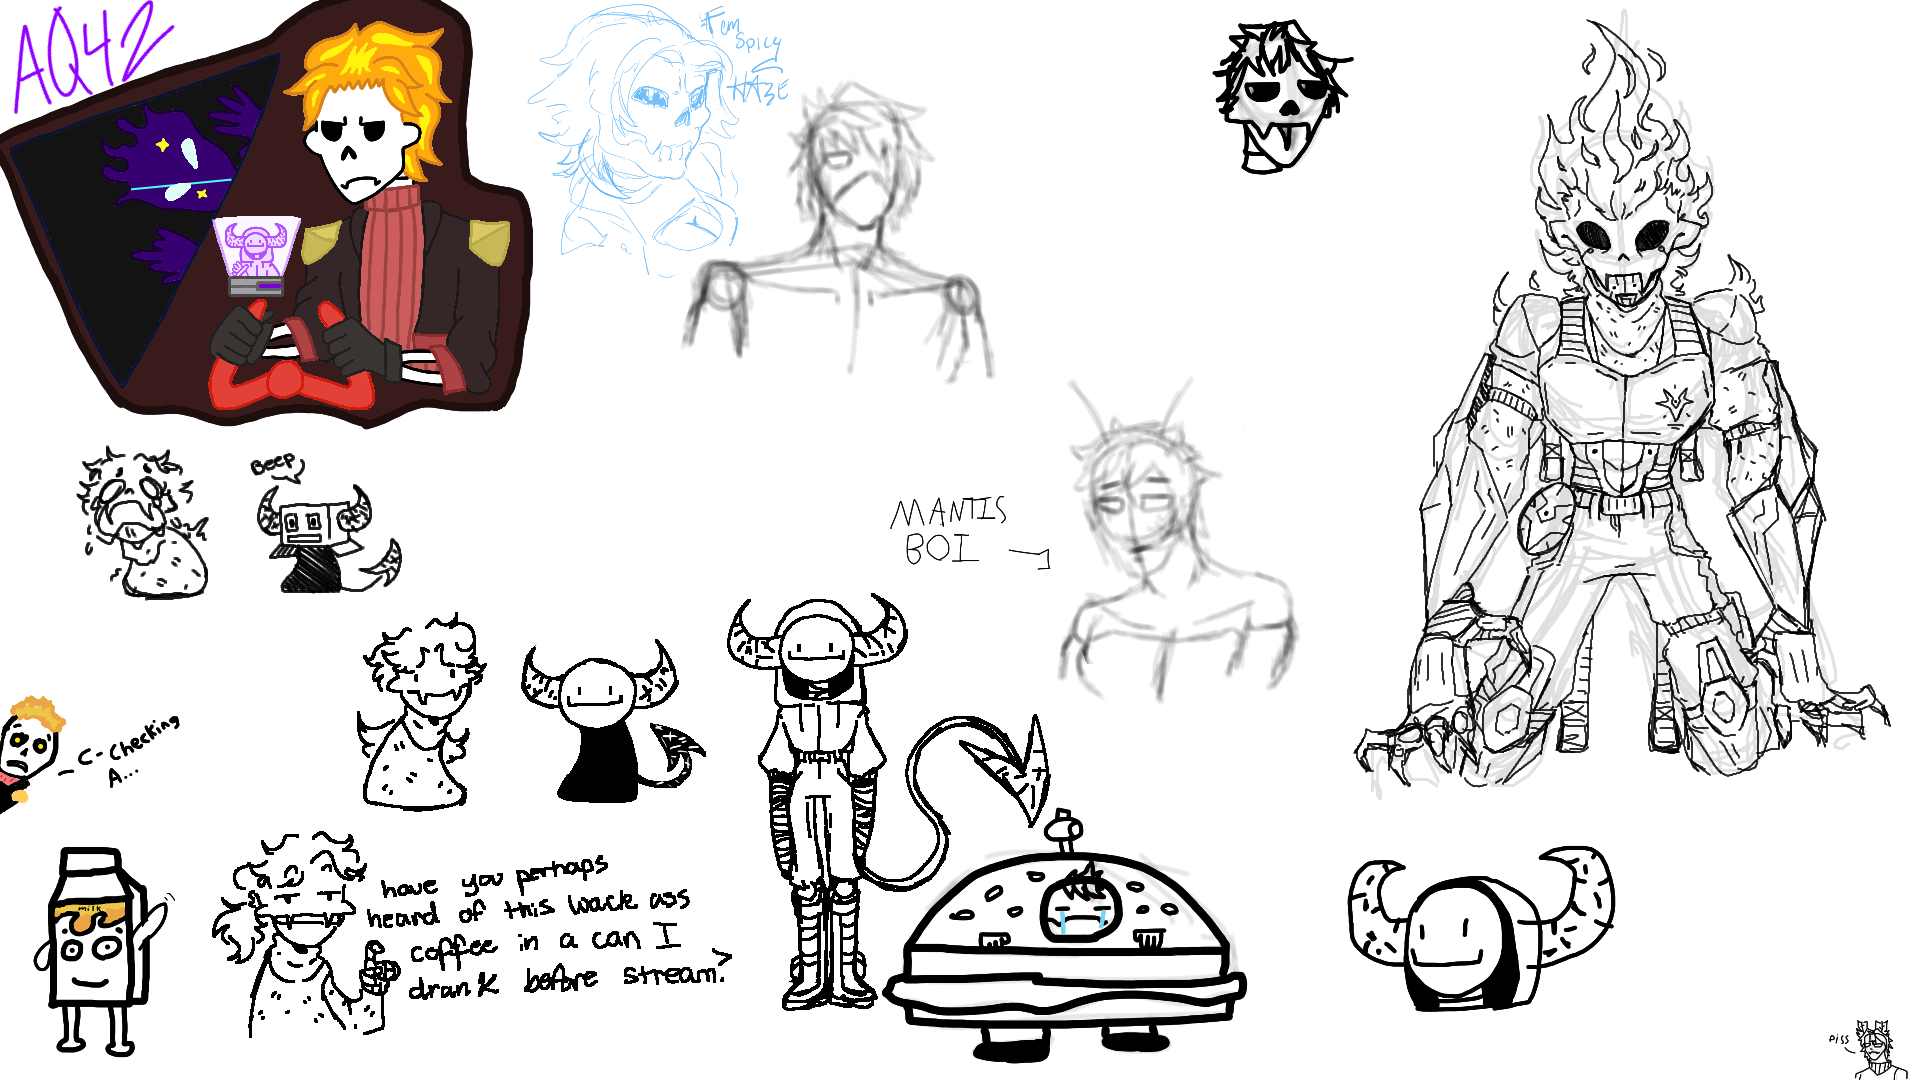 AQ42
Fem
Spicy
HAZE
Beep
MANTIS
BOI
C-Checking
A...
milk
have you perhaps
heard of this wack ass
coffee in a can I
drank before stream?
piss